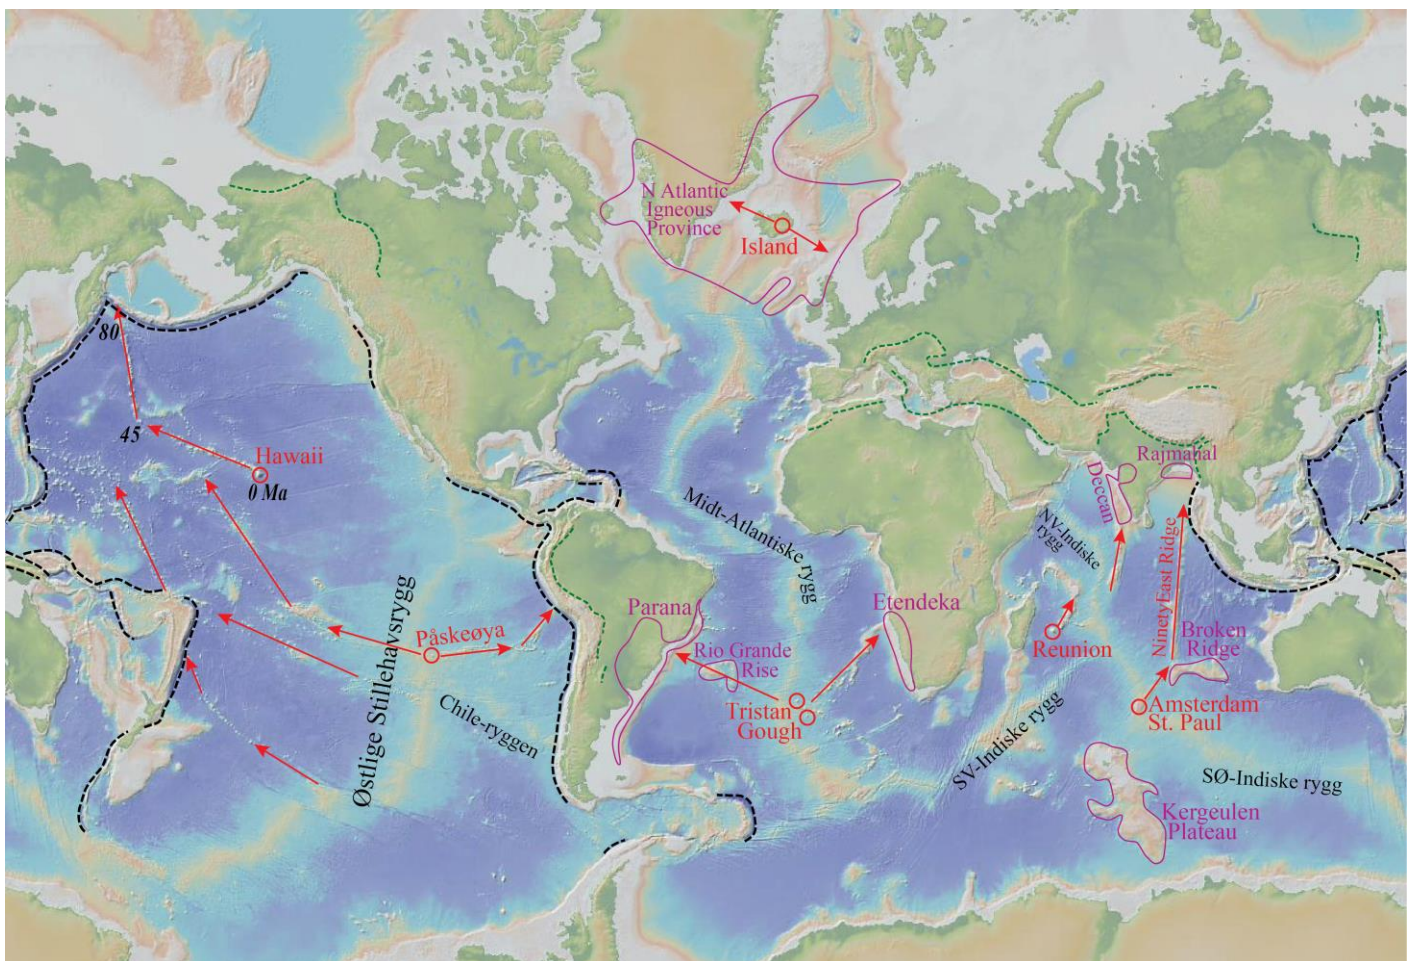 N Atlantic
Igneous
Province
Island
80
45
Hawaii
0 Ma
Rajmahal
Deccan
Midt-Atlantiske rygg
NV-Indiske
rygg
NinetyEast Ridge
Østlige Stillehavsrygg
Påskeøya
Parana
Etendeka
Rio Grande
Rise
Reunion
Broken
Ridge
Chile-ryggen
Tristan
Gough
Amsterdam
St. Paul
SV-Indiske rygg
SØ-Indiske rygg
Kergeulen
Plateau